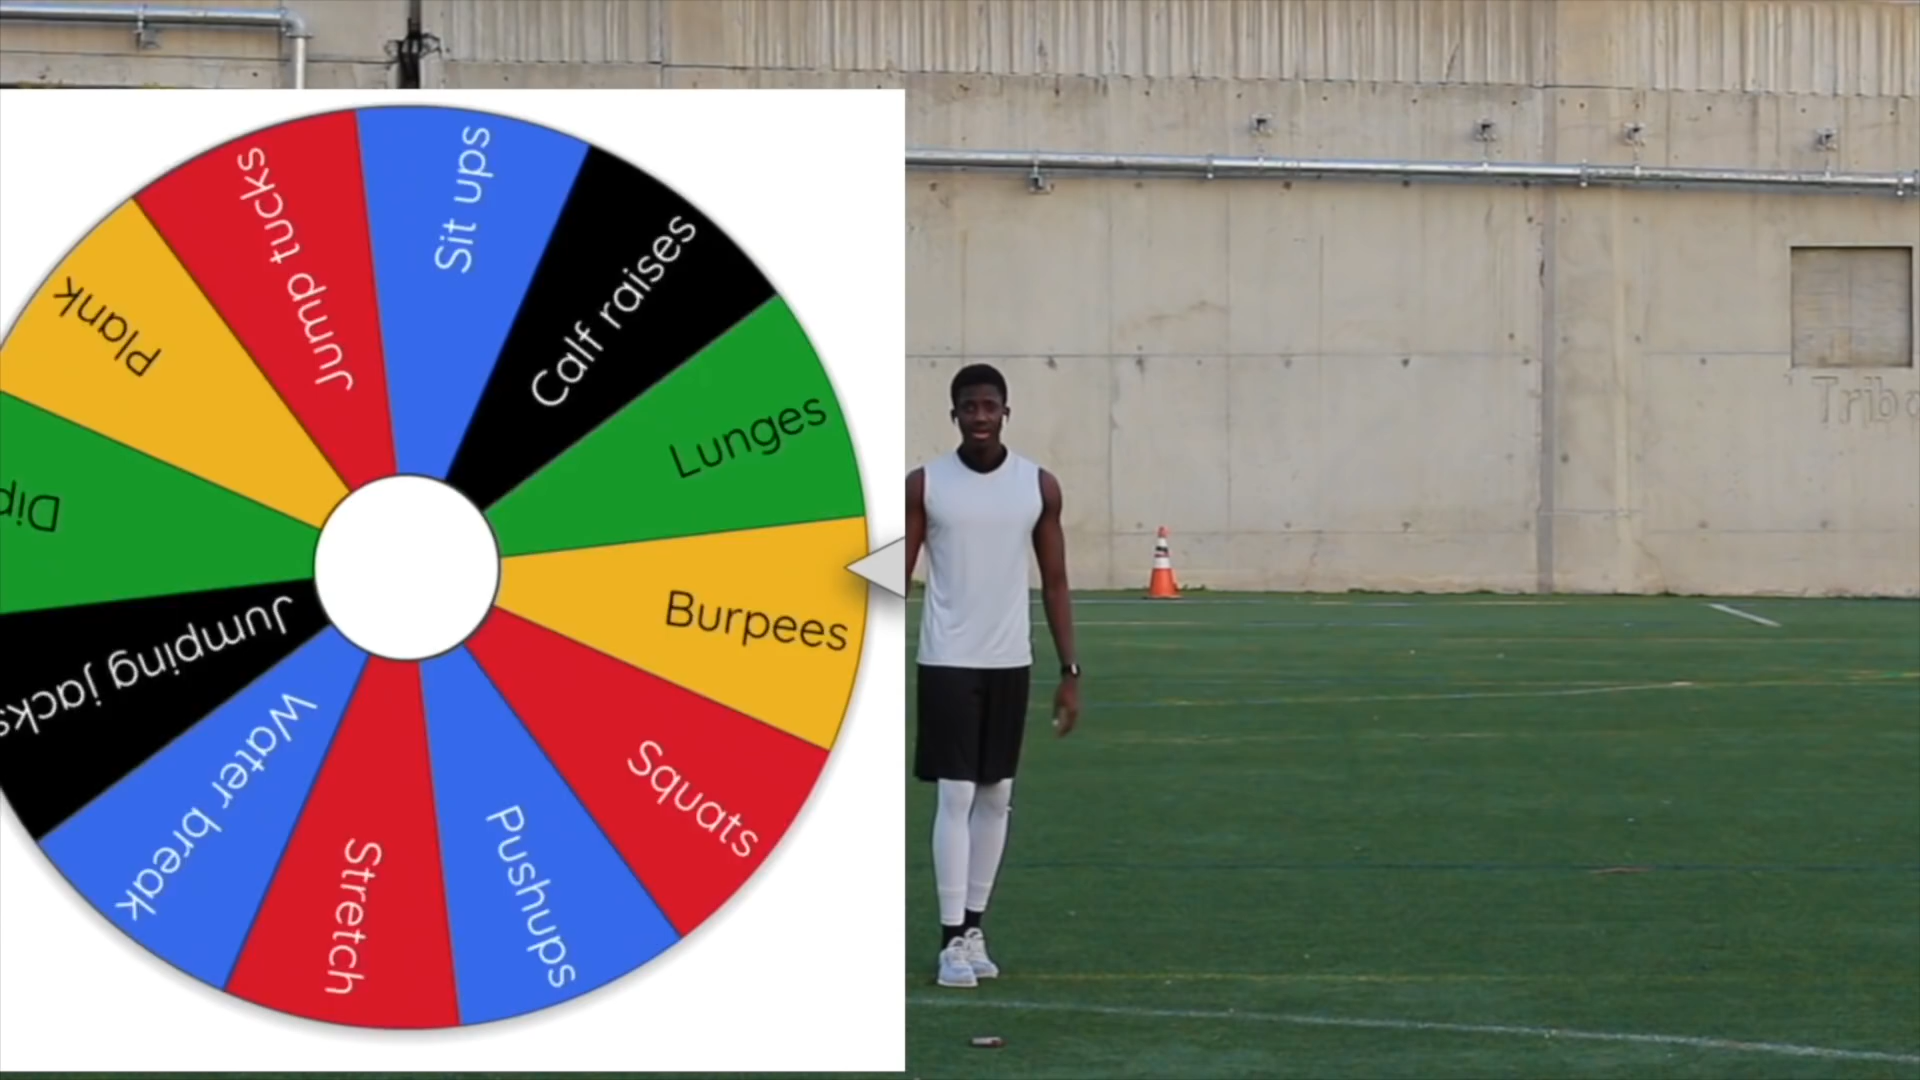 Sit ups
Calf raises
Lunges
Burpees
Squats
Pushups
Stretch
Water break
Jumping jacks
Plank
Jump tucks